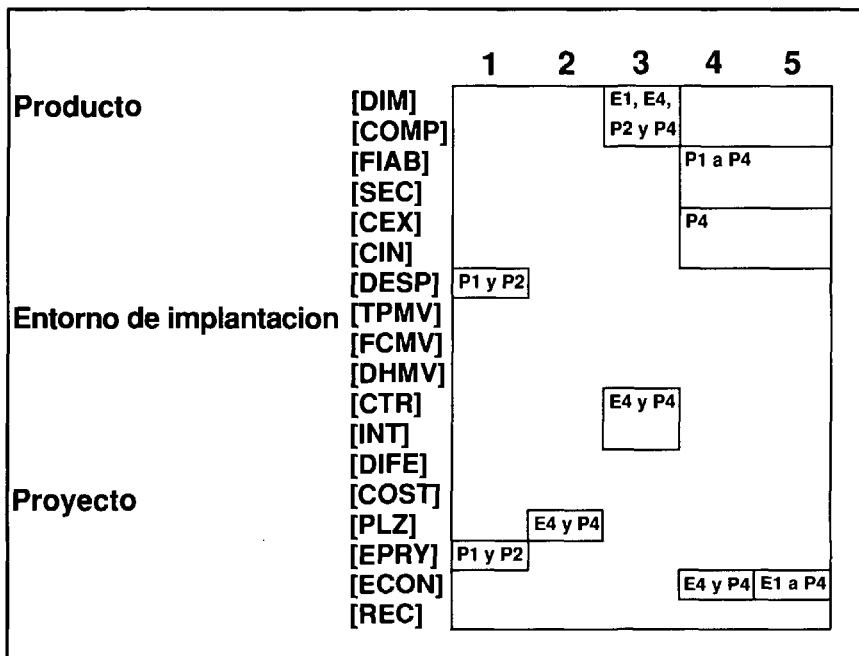 1 2 3 4 5
Producto [DIM] E1, E4,
[COMP] P2 y P4
[FIAB] P1 a P4
[SEC]
[CEX] P4
[CIN]
[DESP] P1 y P2
Entorno de implantacion [TPMV]
[FCMV]
[DHMV]
[CTR] E4 y P4
[INT]
[DIFE]
Proyecto [COST]
[PLZ] E4 y P4
[EPRY] P1 y P2
[ECON] E4 y P4 E1 a P4
[REC]